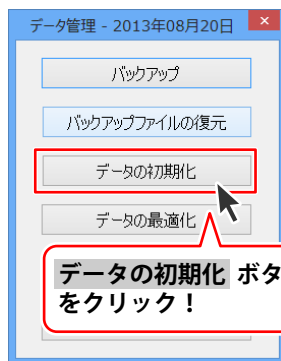 データ管理 - 2013年08月20日
×
バックアップ
バックアップファイルの復元
データの初期化
データの最適化
データの初期化 ボタ
をクリック！